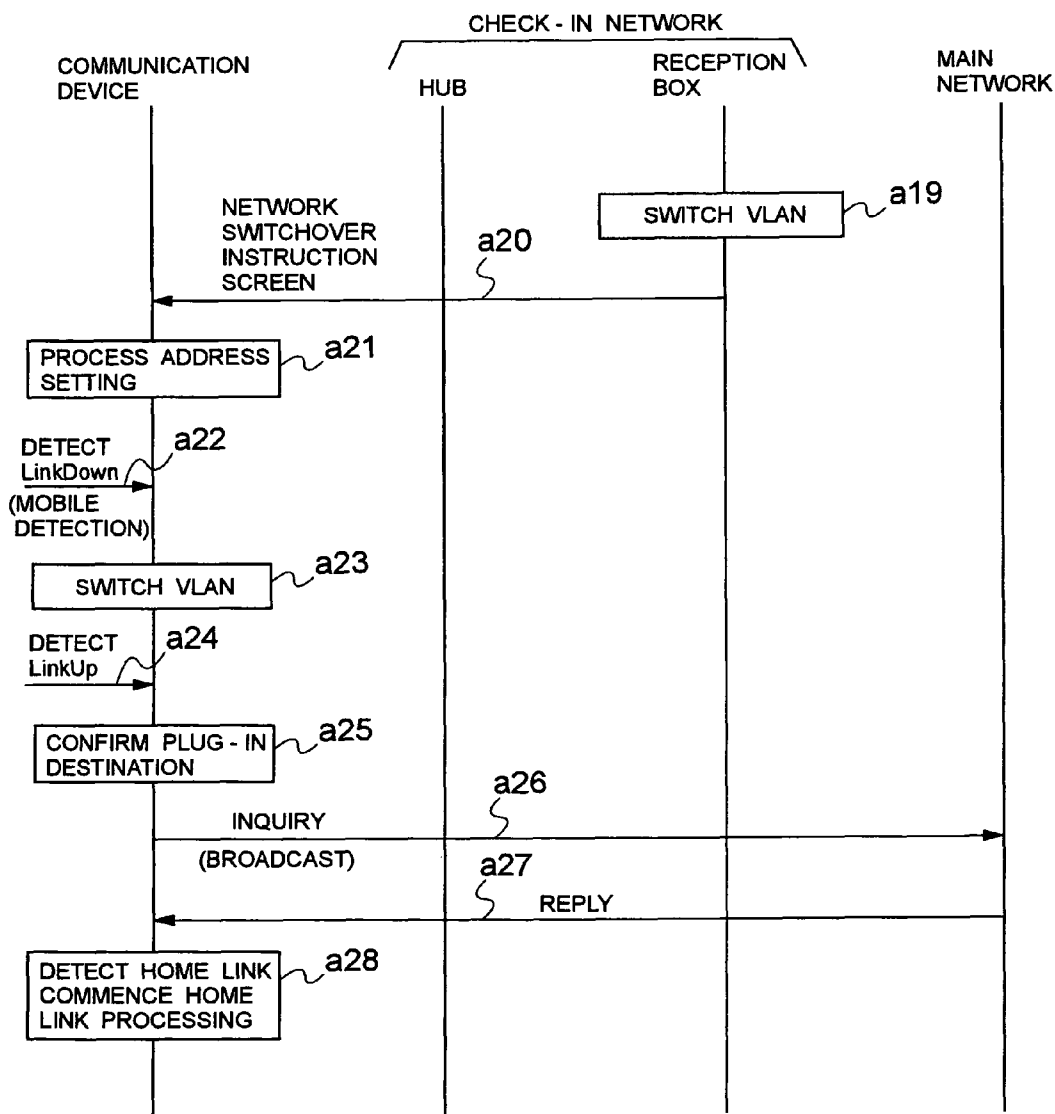 CHECK - IN NETWORK
COMMUNICATION
DEVICE
HUB
RECEPTION
BOX
MAIN
NETWORK
SWITCH VLAN
a19
NETWORK
SWITCHOVER
INSTRUCTION
SCREEN
a20
PROCESS ADDRESS
SETTING
a21
DETECT
LinkDown
a22
(MOBILE
DETECTION)
SWITCH VLAN
a23
DETECT
LinkUp
a24
CONFIRM PLUG - IN
DESTINATION
a25
INQUIRY
(BROADCAST)
a26
a27
REPLY
DETECT HOME LINK
COMMENCE HOME
LINK PROCESSING
a28